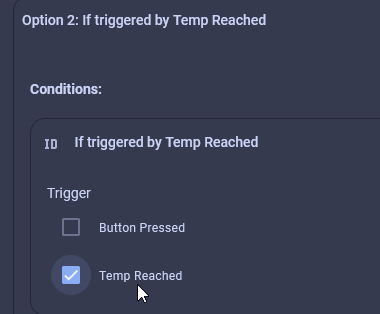 Option 2: If triggered by Temp Reached
Conditions:
ID If triggered by Temp Reached
Trigger
Button Pressed
Temp Reached